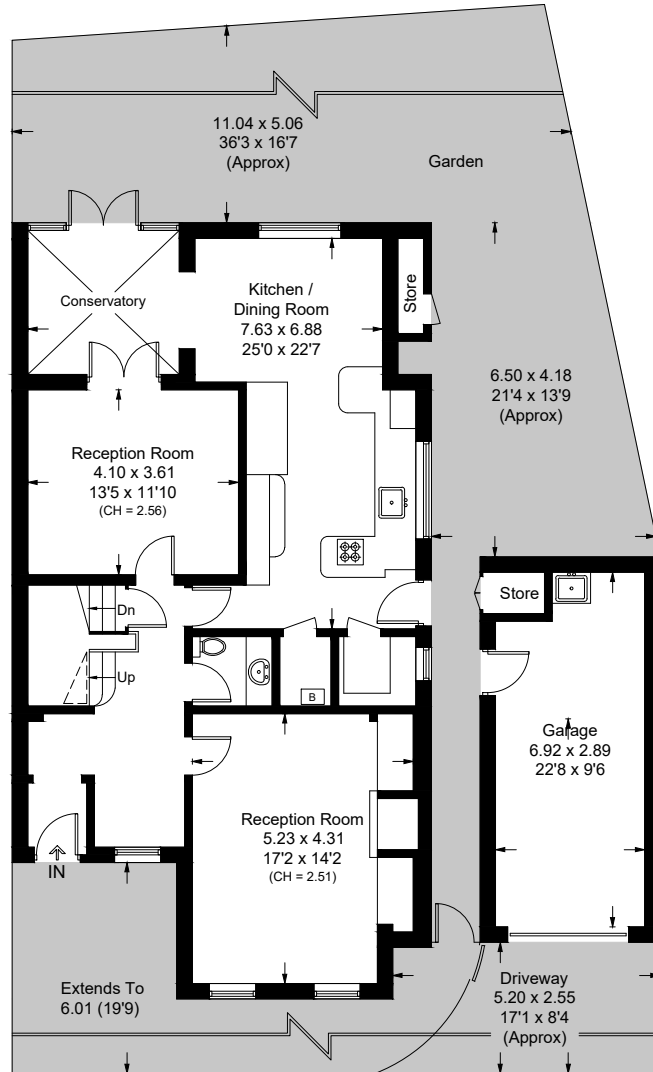 11.04 x 5.06
36'3 x 16'7
(Approx)
Garden
Conservatory
Kitchen /
Dining Room
7.63 x 6.88
25'0 x 22'7
Store
6.50 x 4.18
21'4 x 13'9
(Approx)
Reception Room
4.10 x 3.61
13'5 x 11'10
(CH = 2.56)
Dn
Up
B
Store
Garage
6.92 x 2.89
22'8 x 9'6
Reception Room
5.23 x 4.31
17'2 x 14'2
(CH = 2.51)
IN
Extends To
6.01 (19'9)
Driveway
5.20 x 2.55
17'1 x 8'4
(Approx)